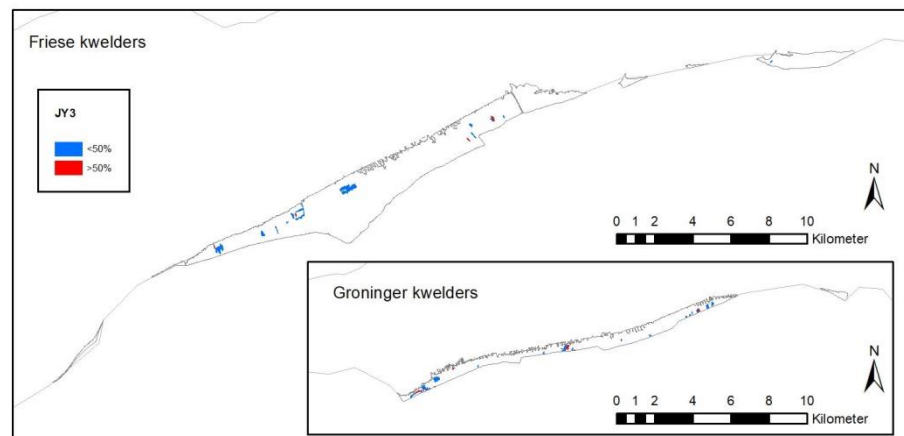 Friese kwelders
JY3
<50%
>50%
N
0 1 2 4 6 8 10
Kilometer
Groninger kwelders
N
0 1 2 4 6 8 10
Kilometer